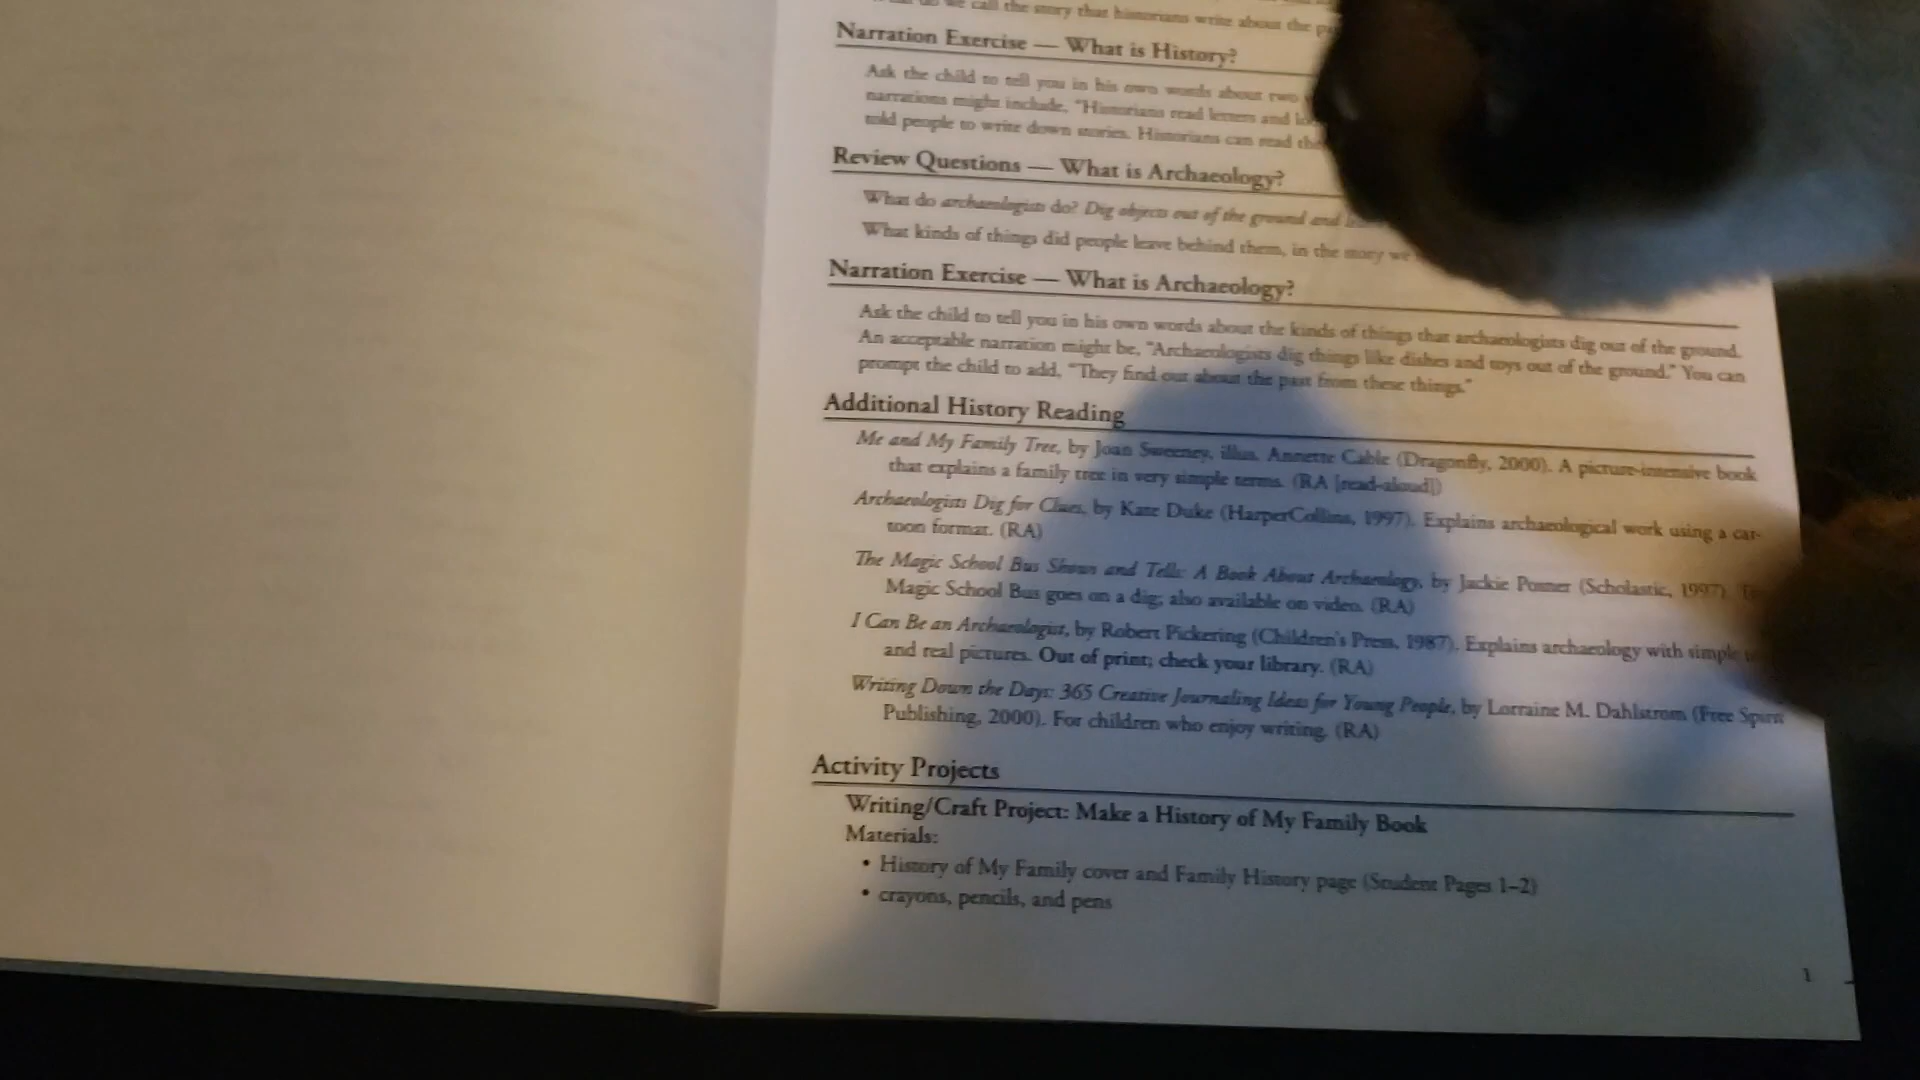 we call the story that historians write about the
Narration Exercise — What is History?
Ask the child to tell you in his own words about two
narrations might include, "Historians read letters and
told people to write down stories. Historians can read
Review Questions — What is Archaeology?
What do archaeologists do? Dig objects out of the ground and
What kinds of things did people leave behind them, in the story we
Narration Exercise — What is Archaeology?
Ask the child to tell you in his own words about the kinds of things that archaeologists dig out of the ground.
An acceptable narration might be, "Archaeologists dig things like dishes and toys out of the ground." You can
prompt the child to add, "They find out about the past from these things."
Additional History Reading
Me and My Family Tree, by Joan Sweeney, illus. Annette Cable (Dragonfly, 2000). A picture-intensive book
that explains a family tree in very simple terms. (RA [read-aloud])
Archaeologists Dig for Clues, by Kate Duke (HarperCollins, 1997). Explains archaeological work using a car-
toon format. (RA)
The Magic School Bus Shows and Tells: A Book About Archaeology, by Jackie Posner (Scholastic, 1997).
Magic School Bus goes on a dig; also available on video. (RA)
I Can Be an Archaeologist, by Robert Pickering (Children's Press, 1987). Explains archaeology with simple
and real pictures. Out of print; check your library. (RA)
Writing Down the Days: 365 Creative Journaling Ideas for Young People, by Lorraine M. Dahlstrom (Free Spirit
Publishing, 2000). For children who enjoy writing. (RA)
Activity Projects
Writing/Craft Project: Make a History of My Family Book
Materials:
• History of My Family cover and Family History page (Student Pages 1–2)
• crayons, pencils, and pens
1